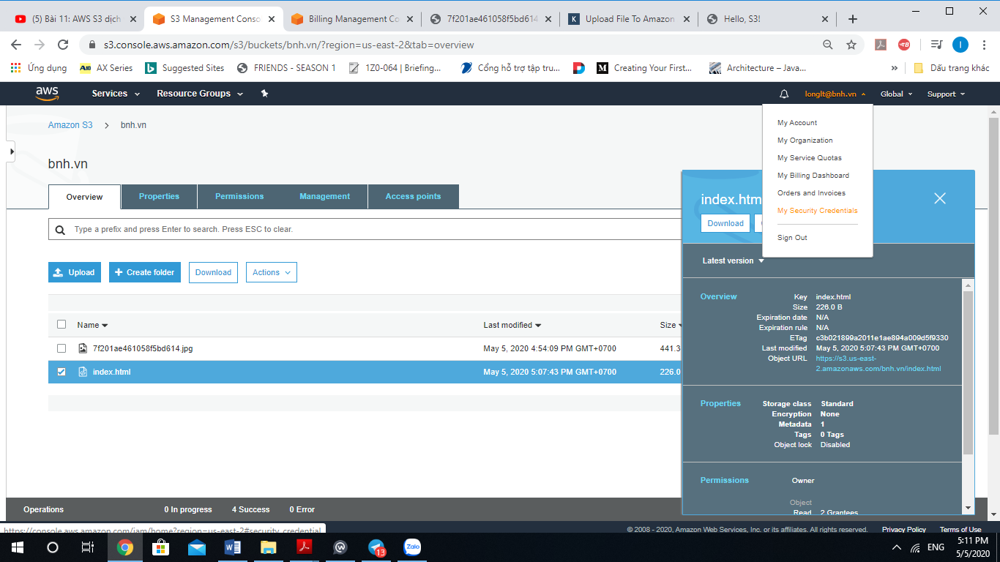 (5) Bài 11: AWS S3 dịch
S3 Management Conso
Billing Management Co
7f201ae461058f5bd614
K
Upload File To Amazon
Hello, S3!
s3.console.aws.amazon.com/s3/buckets/bnh.vn/?region=us-east-2&tab=overview
I
Ứng dụng
A10
AX Series
Suggested Sites
FRIENDS - SEASON 1
1Z0-064 | Briefing...
Cổng hỗ trợ tập tru...
M
Creating Your First...
Architecture – Java...
»
Dấu trang khác
aws
Services
Resource Groups
longlt@bnh.vn
Global
Support
My Account
My Organization
My Service Quotas
My Billing Dashboard
Orders and Invoices
My Security Credentials
Sign Out
Amazon S3
bnh.vn
bnh.vn
Overview
Properties
Permissions
Management
Access points
Type a prefix and press Enter to search. Press ESC to clear.
Upload
Create folder
Download
Actions
Name
Last modified
Size
7f201ae461058f5bd614.jpg
May 5, 2020 4:54:09 PM GMT+0700
441.3
index.html
May 5, 2020 5:07:43 PM GMT+0700
226.0
index.htm
Download
Latest version
Overview
Key index.html
Size 226.0 B
Expiration date N/A
Expiration rule N/A
ETag c3b021899a2011e1ae894a009d5f9330
Last modified May 5, 2020 5:07:43 PM GMT+0700
Object URL https://s3.us-east-
2.amazonaws.com/bnh.vn/index.html
Properties
Storage class Standard
Encryption None
Metadata 1
Tags 0 Tags
Object lock Disabled
Permissions
Owner
Object
Read 2 Grantees
Operations
0 In progress
4 Success
0 Error
https://console.aws.amazon.com/iam/home?region=us-east-2#security_credential
© 2008 - 2020, Amazon Web Services, Inc. or its affiliates. All rights reserved.
Privacy Policy
Terms of Use
13
Zalo
ENG
5:11 PM
5/5/2020